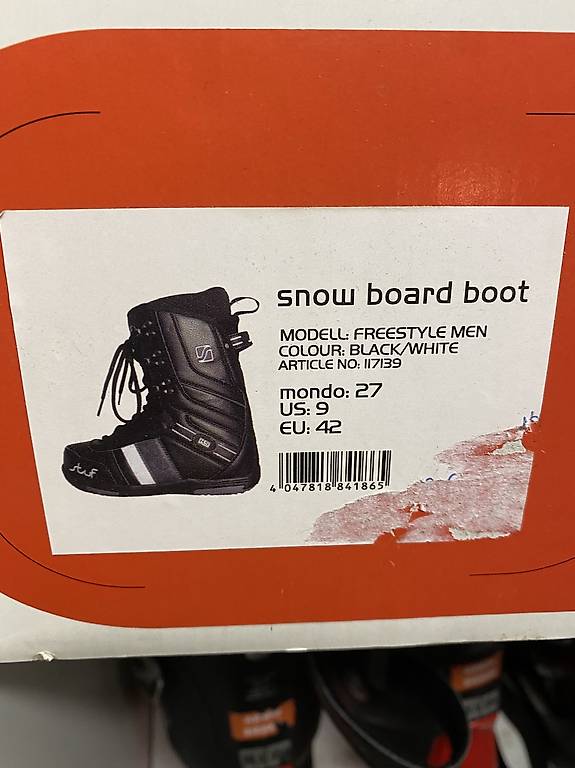 snow board boot
MODELL: FREESTYLE MEN
COLOUR: BLACK/WHITE
ARTICLE NO: 117139
mondo: 27
US: 9
EU: 42
stuf
4 047818 841865